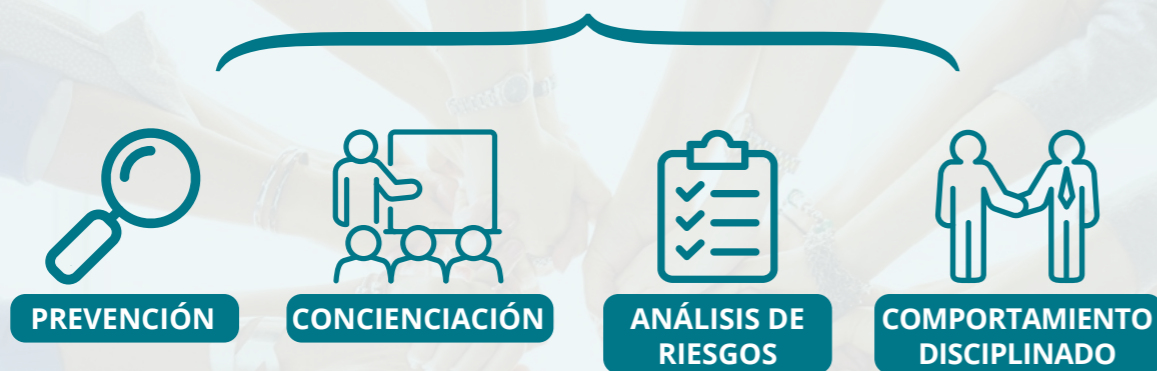 PREVENCIÓN
CONCIENCIACIÓN
ANÁLISIS DE
RIESGOS
COMPORTAMIENTO
DISCIPLINADO